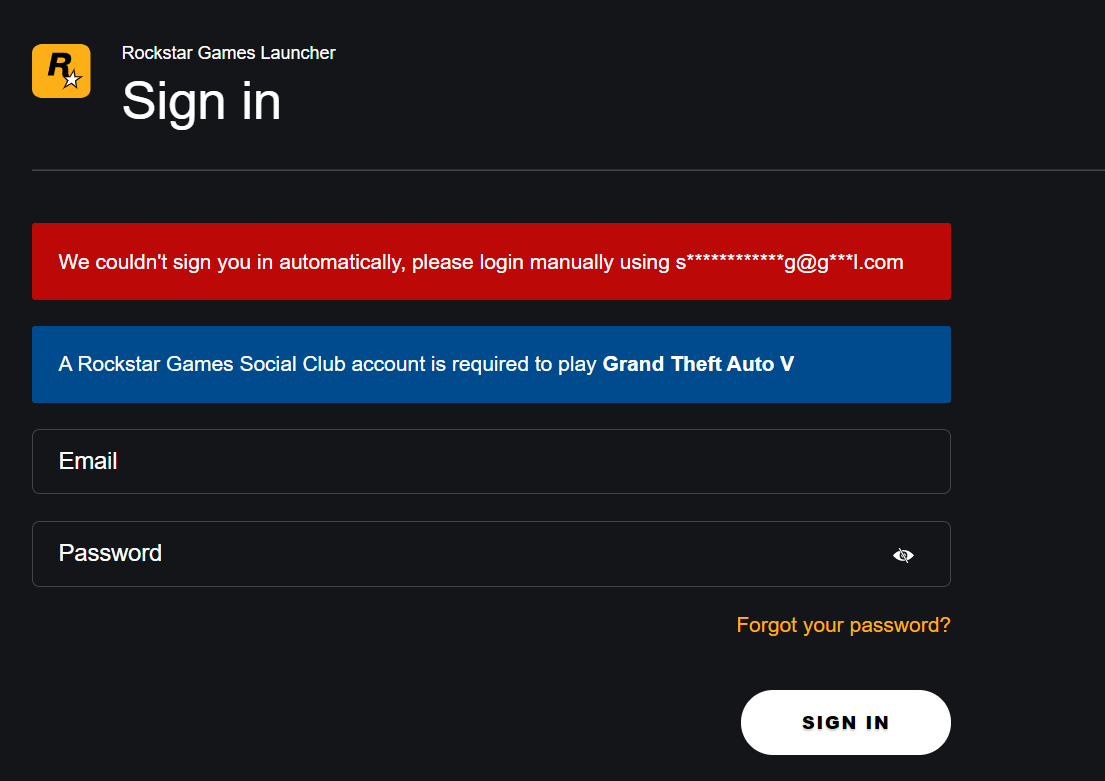 R
Rockstar Games Launcher
Sign in
We couldn't sign you in automatically, please login manually using s************g@g***l.com
A Rockstar Games Social Club account is required to play Grand Theft Auto V
Email
Password
Forgot your password?
SIGN IN